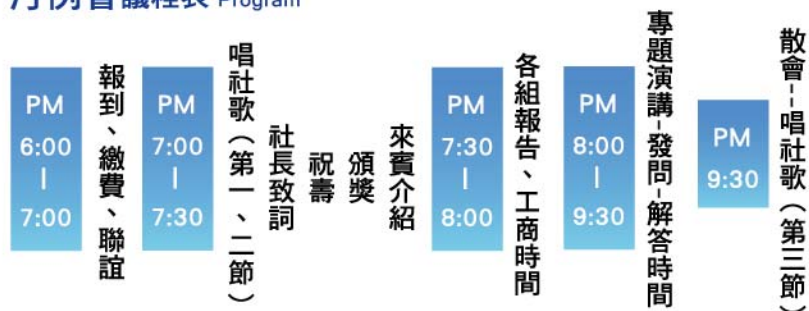 月例會議程表 Program
PM
6:00
|
7:00
報到、繳費、聯誼
PM
7:00
|
7:30
唱社歌(第一、二節)
社長致詞
祝壽
頒獎
來賓介紹
PM
7:30
|
8:00
各組報告、工商時間
PM
8:00
|
9:30
專題演講-發問-解答時間
PM
9:30
散會--唱社歌(第三節)